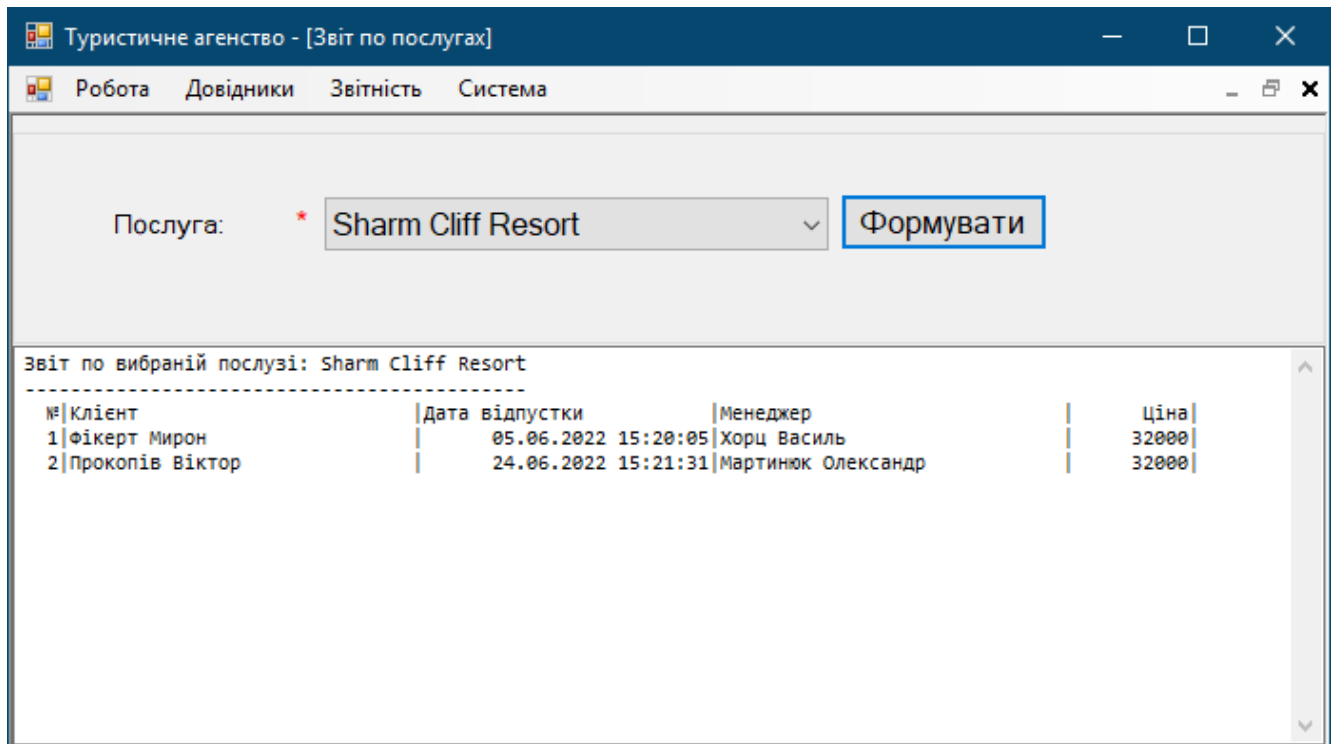 Туристичне агенство - [Звіт по послугах]
Робота Довідники Звітність Система
Послуга: * Sharm Cliff Resort Формувати
Звіт по вибраній послузі: Sharm Cliff Resort
--------------------------------------------
№|Клієнт |Дата відпустки |Менеджер | Ціна|
1|Фікерт Мирон | 05.06.2022 15:20:05|Хорц Василь | 32000|
2|Прокопів Віктор | 24.06.2022 15:21:31|Мартинюк Олександр | 32000|